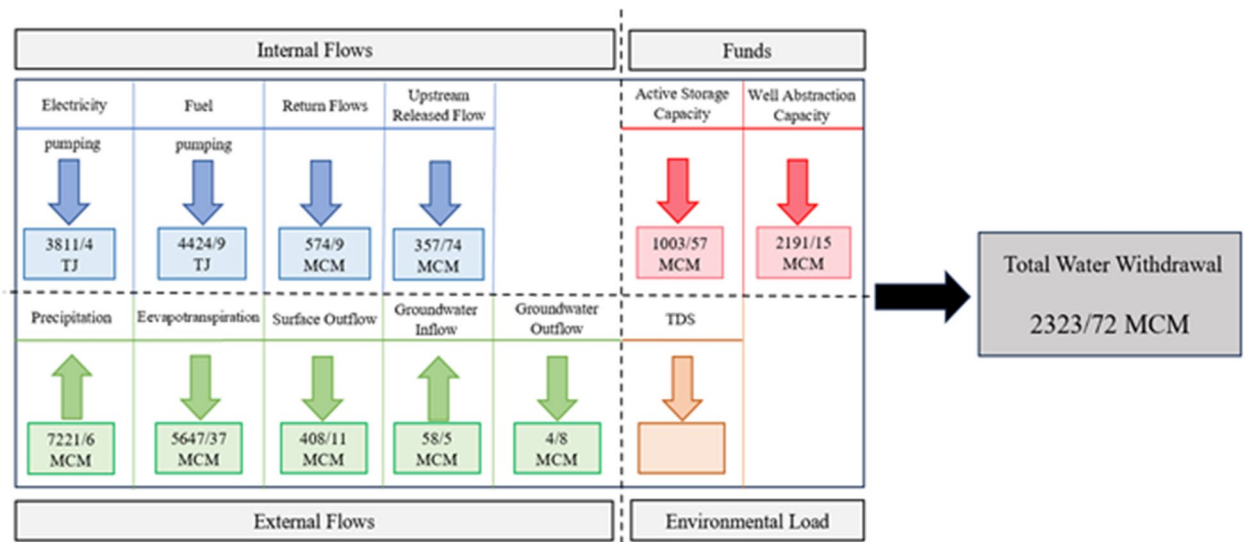 Internal Flows
Funds
Electricity
Fuel
Return Flows
Upstream
Released Flow
Active Storage
Capacity
Well Abstraction
Capacity
pumping
pumping
3811/4
TJ
4424/9
TJ
574/9
MCM
357/74
MCM
1003/57
MCM
2191/15
MCM
Total Water Withdrawal
2323/72 MCM
Precipitation
Eevapotranspiration
Surface Outflow
Groundwater
Inflow
Groundwater
Outflow
TDS
7221/6
MCM
5647/37
MCM
408/11
MCM
58/5
MCM
4/8
MCM
External Flows
Environmental Load